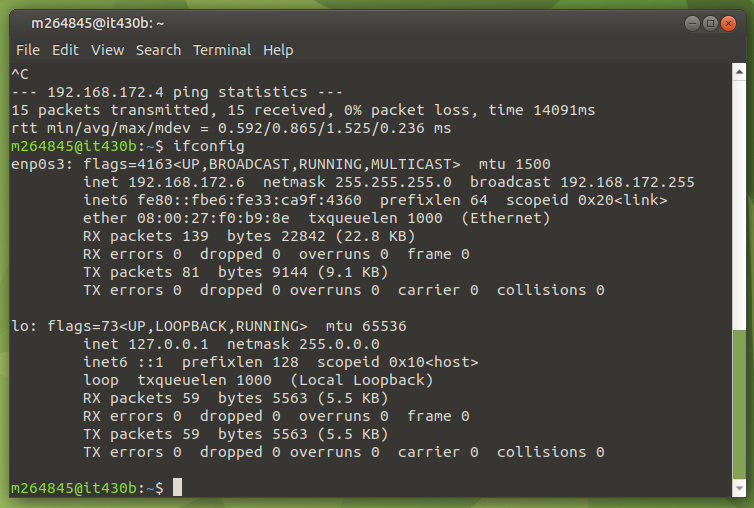 m264845@it430b: ~
File Edit View Search Terminal Help
^C
--- 192.168.172.4 ping statistics ---
15 packets transmitted, 15 received, 0% packet loss, time 14091ms
rtt min/avg/max/mdev = 0.592/0.865/1.525/0.236 ms
m264845@it430b:~$ ifconfig
enp0s3: flags=4163<UP,BROADCAST,RUNNING,MULTICAST>  mtu 1500
        inet 192.168.172.6  netmask 255.255.255.0  broadcast 192.168.172.255
        inet6 fe80::fbe6:fe33:ca9f:4360  prefixlen 64  scopeid 0x20<link>
        ether 08:00:27:f0:b9:8e  txqueuelen 1000  (Ethernet)
        RX packets 139  bytes 22842 (22.8 KB)
        RX errors 0  dropped 0  overruns 0  frame 0
        TX packets 81  bytes 9144 (9.1 KB)
        TX errors 0  dropped 0 overruns 0  carrier 0  collisions 0

lo: flags=73<UP,LOOPBACK,RUNNING>  mtu 65536
        inet 127.0.0.1  netmask 255.0.0.0
        inet6 ::1  prefixlen 128  scopeid 0x10<host>
        loop  txqueuelen 1000  (Local Loopback)
        RX packets 59  bytes 5563 (5.5 KB)
        RX errors 0  dropped 0  overruns 0  frame 0
        TX packets 59  bytes 5563 (5.5 KB)
        TX errors 0  dropped 0 overruns 0  carrier 0  collisions 0

m264845@it430b:~$